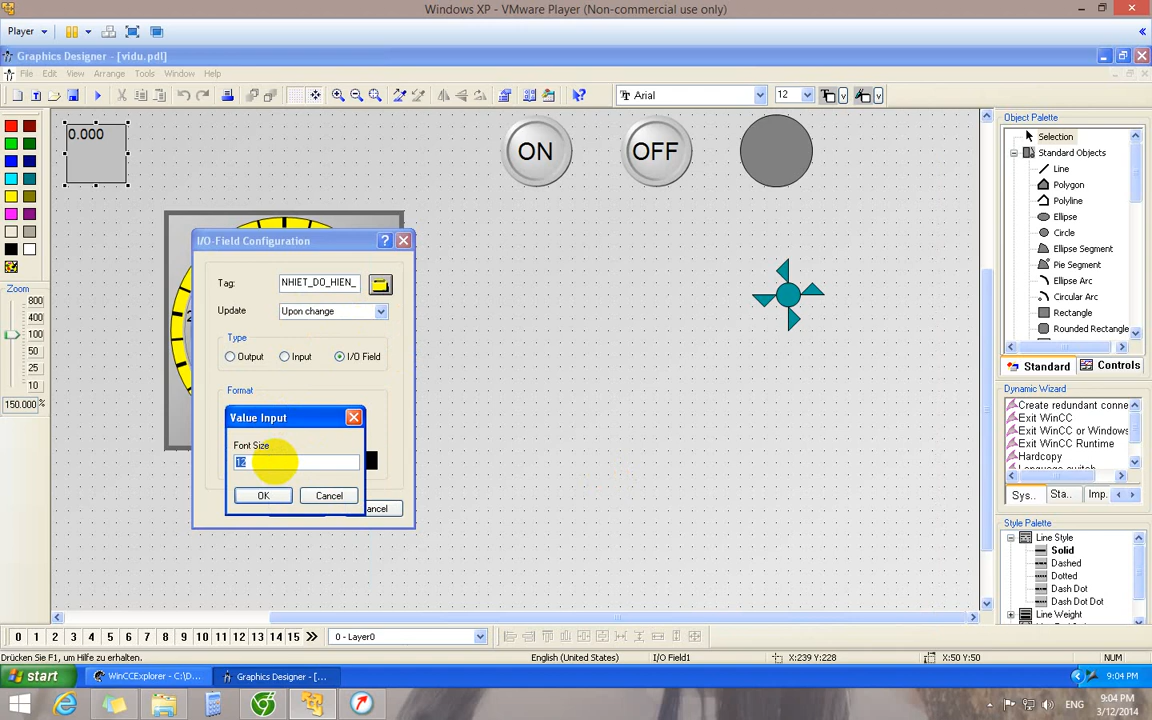 Windows XP - VMware Player (Non-commercial use only)
Player
Graphics Designer - [vidu.pdl]
File Edit View Arrange Tools Window Help
Arial
12
0.000
ON
OFF
I/O-Field Configuration
Tag:
NHIET_DO_HIEN_
Update
Upon change
Type
Output
Input
I/O Field
Format
Value Input
Font Size
12
OK
Cancel
ancel
2
Zoom
800
400
200
100
50
25
10
150.000 %
Object Palette
Selection
Standard Objects
Line
Polygon
Polyline
Ellipse
Circle
Ellipse Segment
Pie Segment
Ellipse Arc
Circular Arc
Rectangle
Rounded Rectangle
Standard
Controls
Dynamic Wizard
Create redundant conne
Exit WinCC
Exit WinCC or Windows
Exit WinCC Runtime
Hardcopy
Sys..
Sta..
Imp.
Style Palette
Line Style
Solid
Dashed
Dotted
Dash Dot
Dash Dot Dot
Line Weight
0 1 2 3 4 5 6 7 8 9 10 11 12 13 14 15
0 - Layer0
Drücken Sie F1, um Hilfe zu erhalten.
English (United States)
I/O Field1
X:239 Y:228
X:50 Y:50
NUM
start
WinCCExplorer - C:\D...
Graphics Designer - [...
9:04 PM
ENG
9:04 PM
3/12/2014